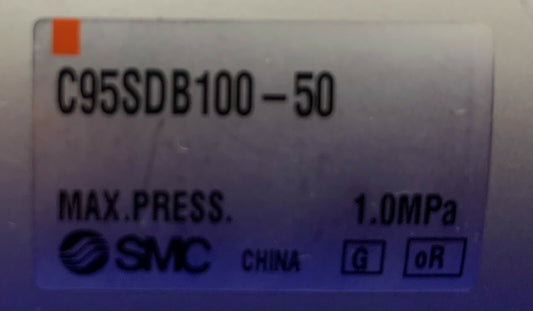 C95SDB100-50
MAX.PRESS. 1.0MPa
SMC CHINA G oR